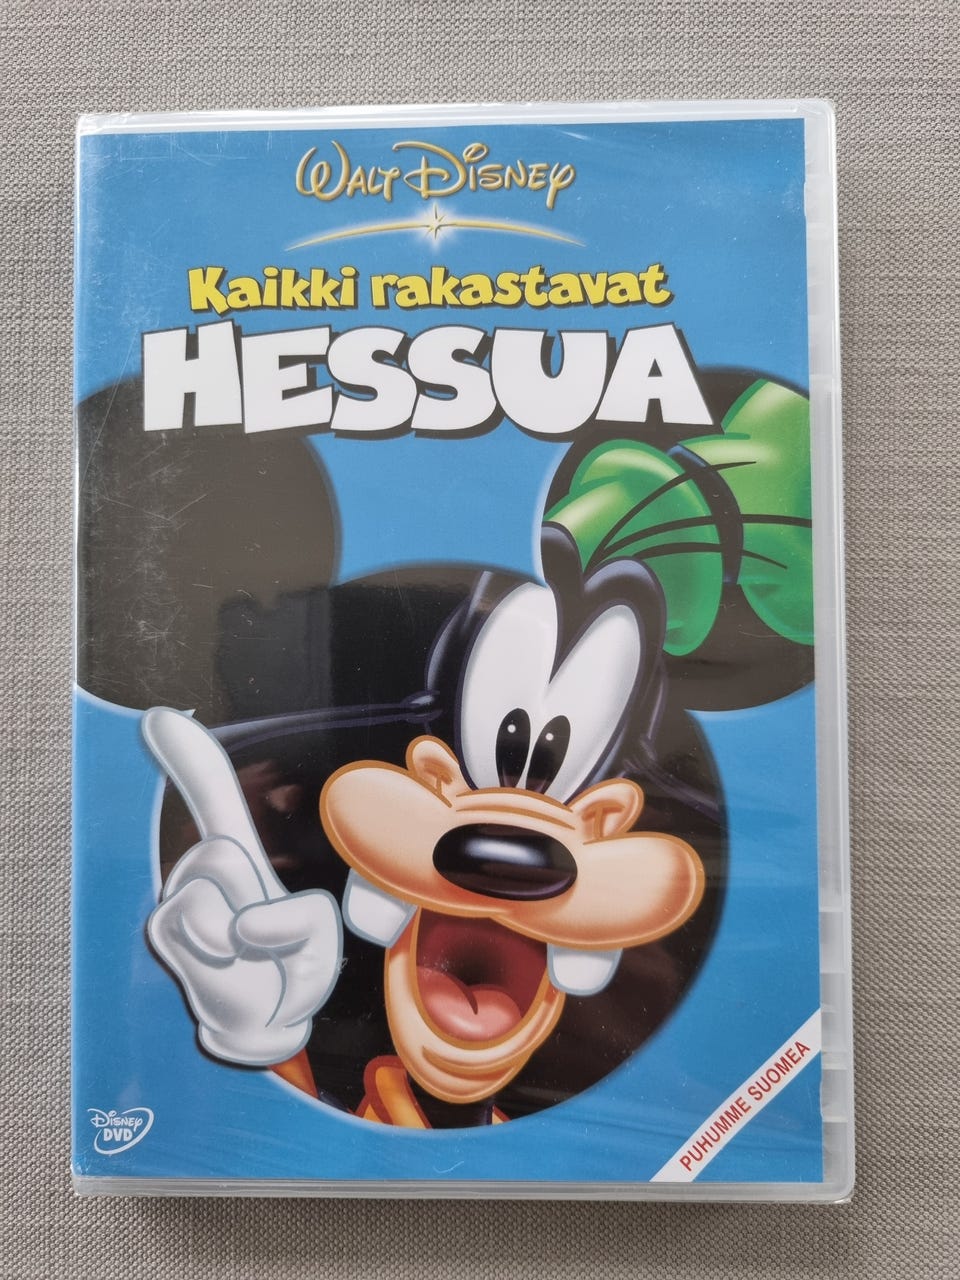 WALT DISNEY
Kaikki rakastavat
HESSUA
DISNEY
DVD
PUHUMME SUOMEA